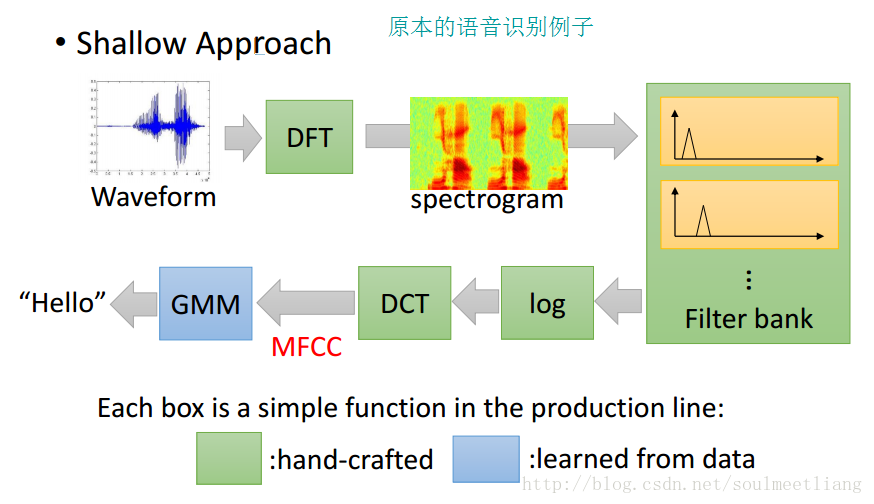 • Shallow Approach
原本的语音识别例子
DFT
Waveform
spectrogram
Filter bank
“Hello”
GMM
MFCC
DCT
log
Each box is a simple function in the production line:
:hand-crafted
:learned from data
http://blog.csdn.net/soulmeetliang